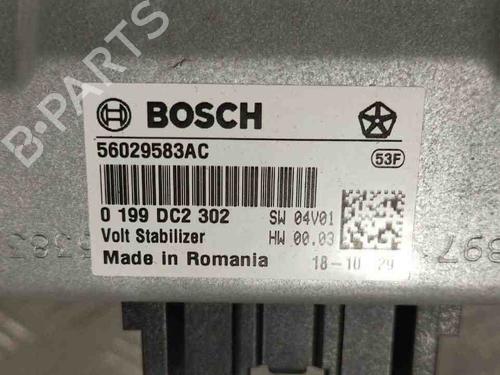 B-PARTS
BOSCH
56029583AC
53F
0 199 DC2 302 SW 04V01
Volt Stabilizer HW 00.03
Made in Romania 18-10 29